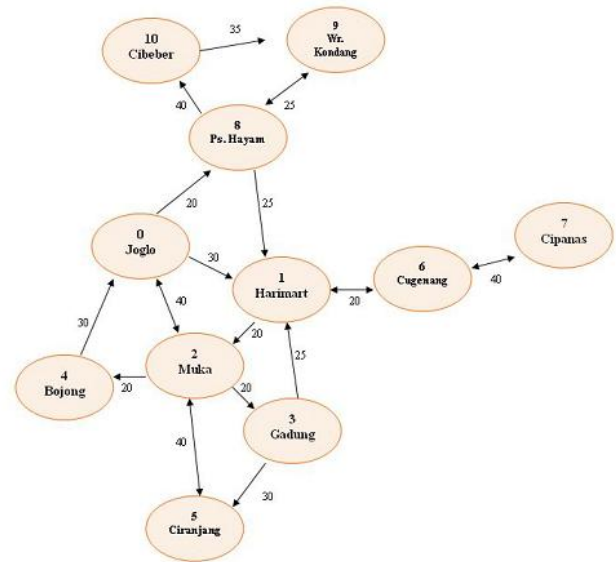 10
Cibeber
35
9
Wr.
Kondang
40
25
8
Ps. Hayam
20
25
7
Cipanas
0
Joglo
30
1
Harimart
6
Cugenang
40
20
40
30
20
2
Muka
25
4
Bojong
20
20
3
Gadung
40
30
5
Ciranjang